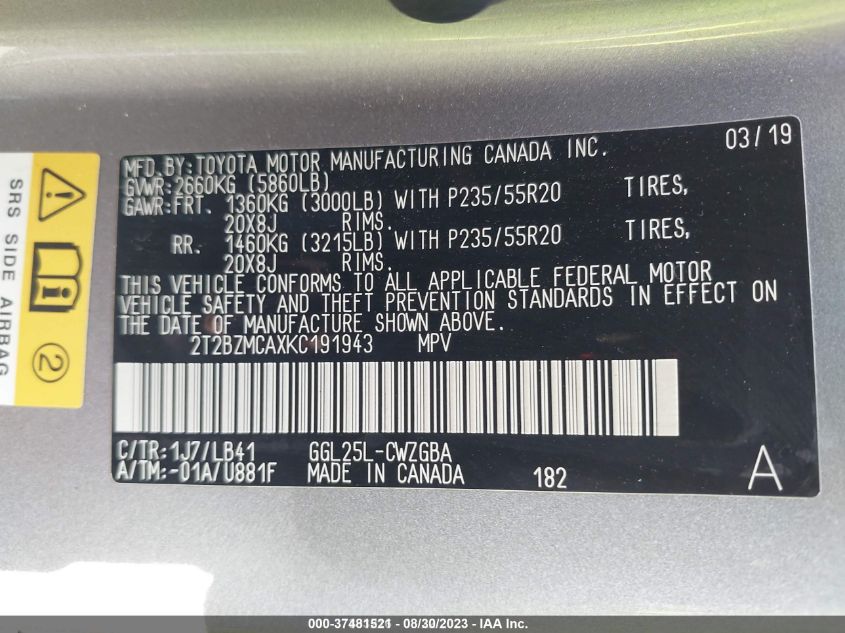 03/19
MFD.BY:TOYOTA MOTOR MANUFACTURING CANADA INC.
GVWR:2660KG (5860LB)
GAWR:FRT. 1360KG (3000LB) WITH P235/55R20 TIRES,
20X8J RIMS.
RR. 1460KG (3215LB) WITH P235/55R20 TIRES,
20X8J RIMS.
THIS VEHICLE CONFORMS TO ALL APPLICABLE FEDERAL MOTOR
VEHICLE SAFETY AND THEFT PREVENTION STANDARDS IN EFFECT ON
THE DATE OF MANUFACTURE SHOWN ABOVE.
2T2BZMCAXKC191943 MPV
C/TR:1J7/LB41 GGL25L-CWZGBA
A/TM:-01A/U881F MADE IN CANADA 182 A
SRS SIDE AIRBAG
2
000-37481521 - 08/30/2023 - IAA Inc.